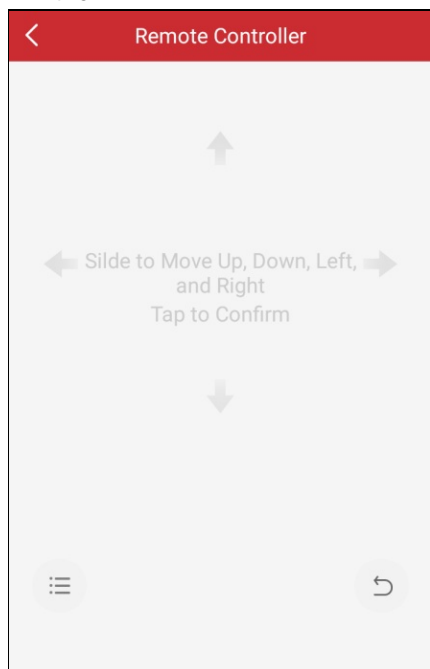 Remote Controller
Silde to Move Up, Down, Left,
and Right
Tap to Confirm